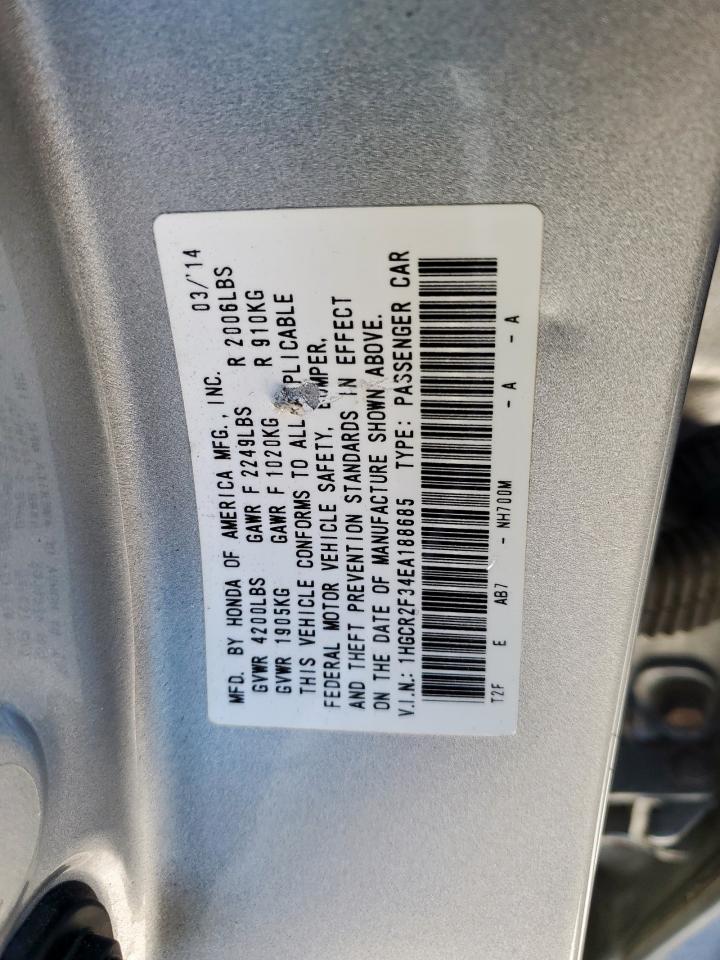 MFD. BY HONDA OF AMERICA MFG., INC. 03/'14
GVWR 4200LBS GAWR F 2249LBS R 2006LBS
GVWR 1905KG GAWR F 1020KG R 910KG
THIS VEHICLE CONFORMS TO ALL PLICABLE
FEDERAL MOTOR VEHICLE SAFETY, UMPER,
AND THEFT PREVENTION STANDARDS IN EFFECT
ON THE DATE OF MANUFACTURE SHOWN ABOVE.
V.I.N.: 1HGCR2F34EA188685 TYPE: PASSENGER CAR
T2F E AB7 - NH700M - A - A